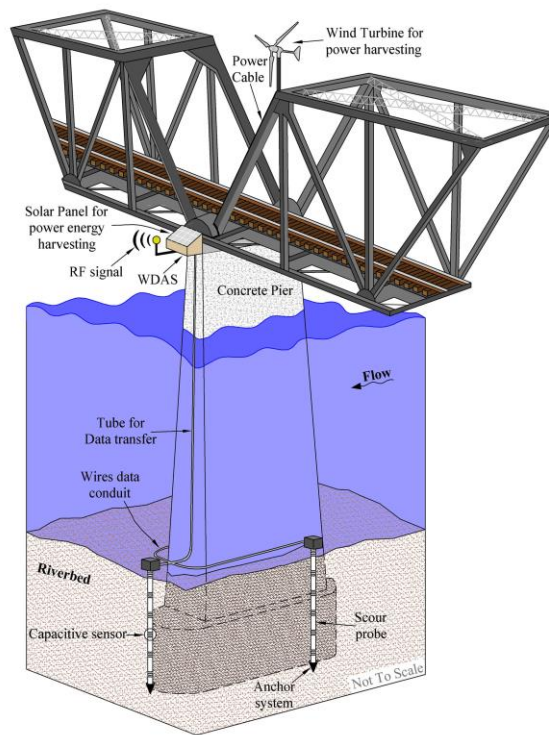 Wind Turbine for
power harvesting
Power
Cable
Solar Panel for
power energy
harvesting
RF signal
WDAS
Concrete Pier
Flow
Tube for
Data transfer
Wires data
conduit
Riverbed
Capacitive sensor
Scour
probe
Anchor
system
Not To Scale